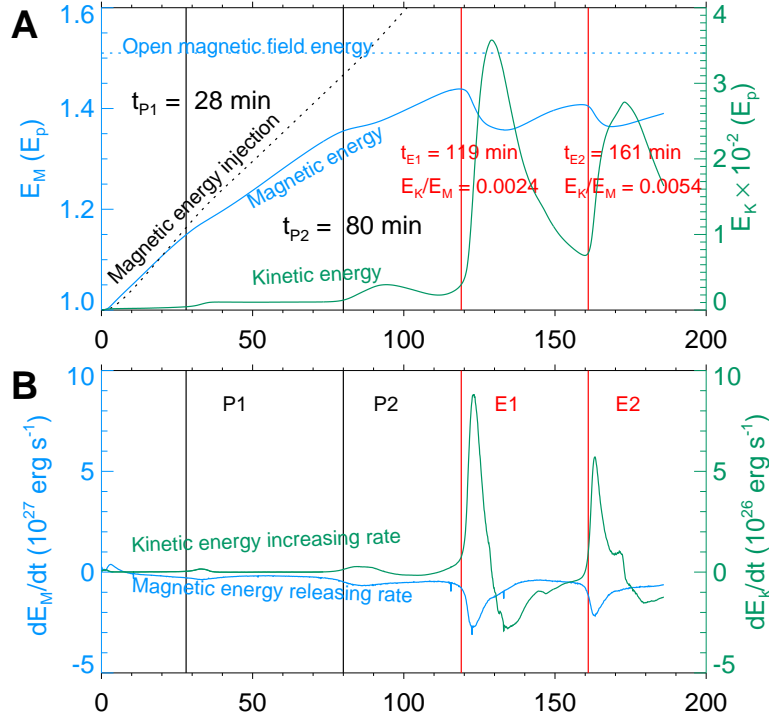 A
1.6
1.4
1.2
1.0
E_M (E_p)
Open magnetic field energy
t_P1 = 28 min
Magnetic energy injection
Magnetic energy
t_P2 = 80 min
Kinetic energy
t_E1 = 119 min
E_K/E_M = 0.0024
t_E2 = 161 min
E_K/E_M = 0.0054
4
3
2
1
0
E_K × 10^-2 (E_p)
0 50 100 150 200
B
10
5
0
-5
dE_M/dt (10^27 erg s^-1)
P1
P2
E1
E2
Kinetic energy increasing rate
Magnetic energy releasing rate
10
5
0
-5
dE_k/dt (10^26 erg s^-1)
0 50 100 150 200